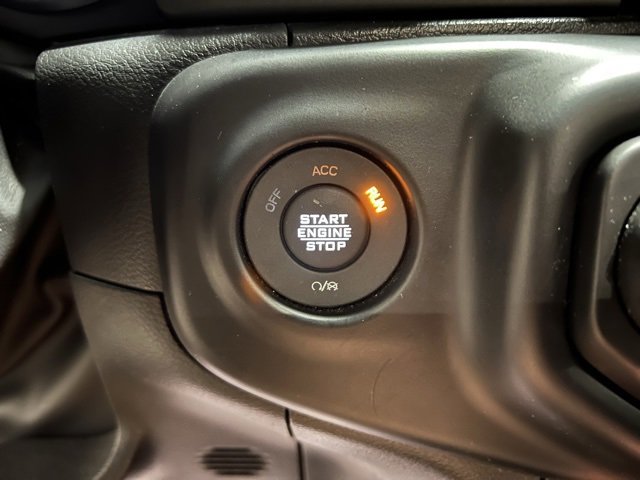 ACC
OFF
RUN
START
ENGINE
STOP